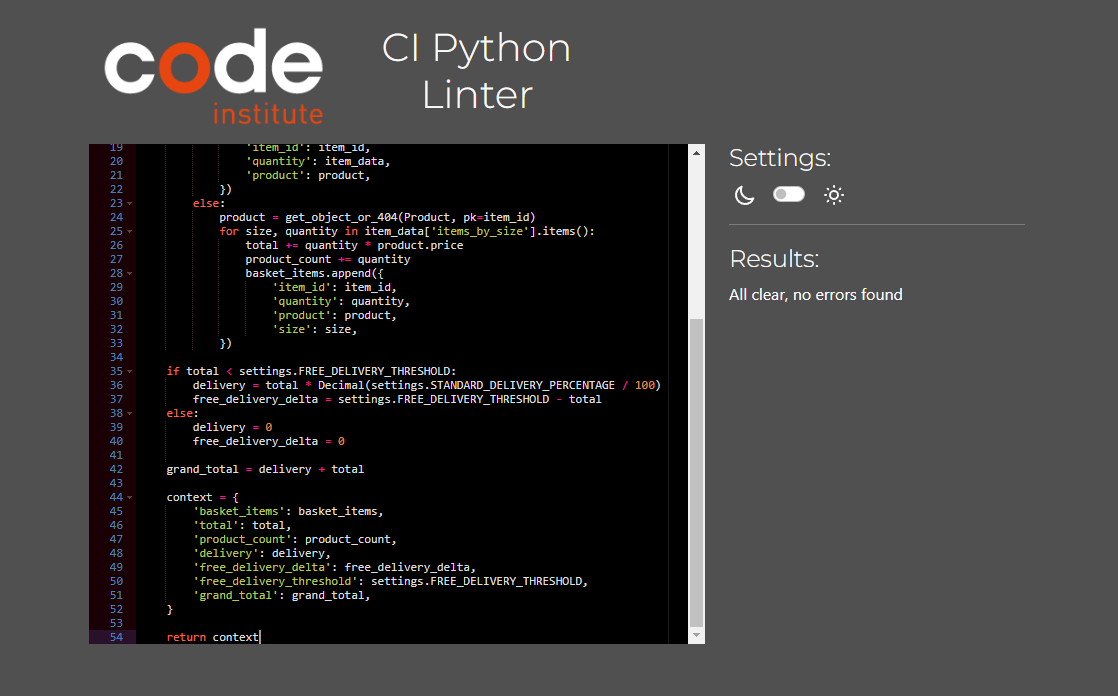 code
institute
CI Python
Linter
19 'item_id': item_id,
20 'quantity': item_data,
21 'product': product,
22 })
23 else:
24 product = get_object_or_404(Product, pk=item_id)
25 for size, quantity in item_data['items_by_size'].items():
26 total += quantity * product.price
27 product_count += quantity
28 basket_items.append({
29 'item_id': item_id,
30 'quantity': quantity,
31 'product': product,
32 'size': size,
33 })
34
35 if total < settings.FREE_DELIVERY_THRESHOLD:
36 delivery = total * Decimal(settings.STANDARD_DELIVERY_PERCENTAGE / 100)
37 free_delivery_delta = settings.FREE_DELIVERY_THRESHOLD - total
38 else:
39 delivery = 0
40 free_delivery_delta = 0
41
42 grand_total = delivery + total
43
44 context = {
45 'basket_items': basket_items,
46 'total': total,
47 'product_count': product_count,
48 'delivery': delivery,
49 'free_delivery_delta': free_delivery_delta,
50 'free_delivery_threshold': settings.FREE_DELIVERY_THRESHOLD,
51 'grand_total': grand_total,
52 }
53
54 return context
Settings:
Results:
All clear, no errors found